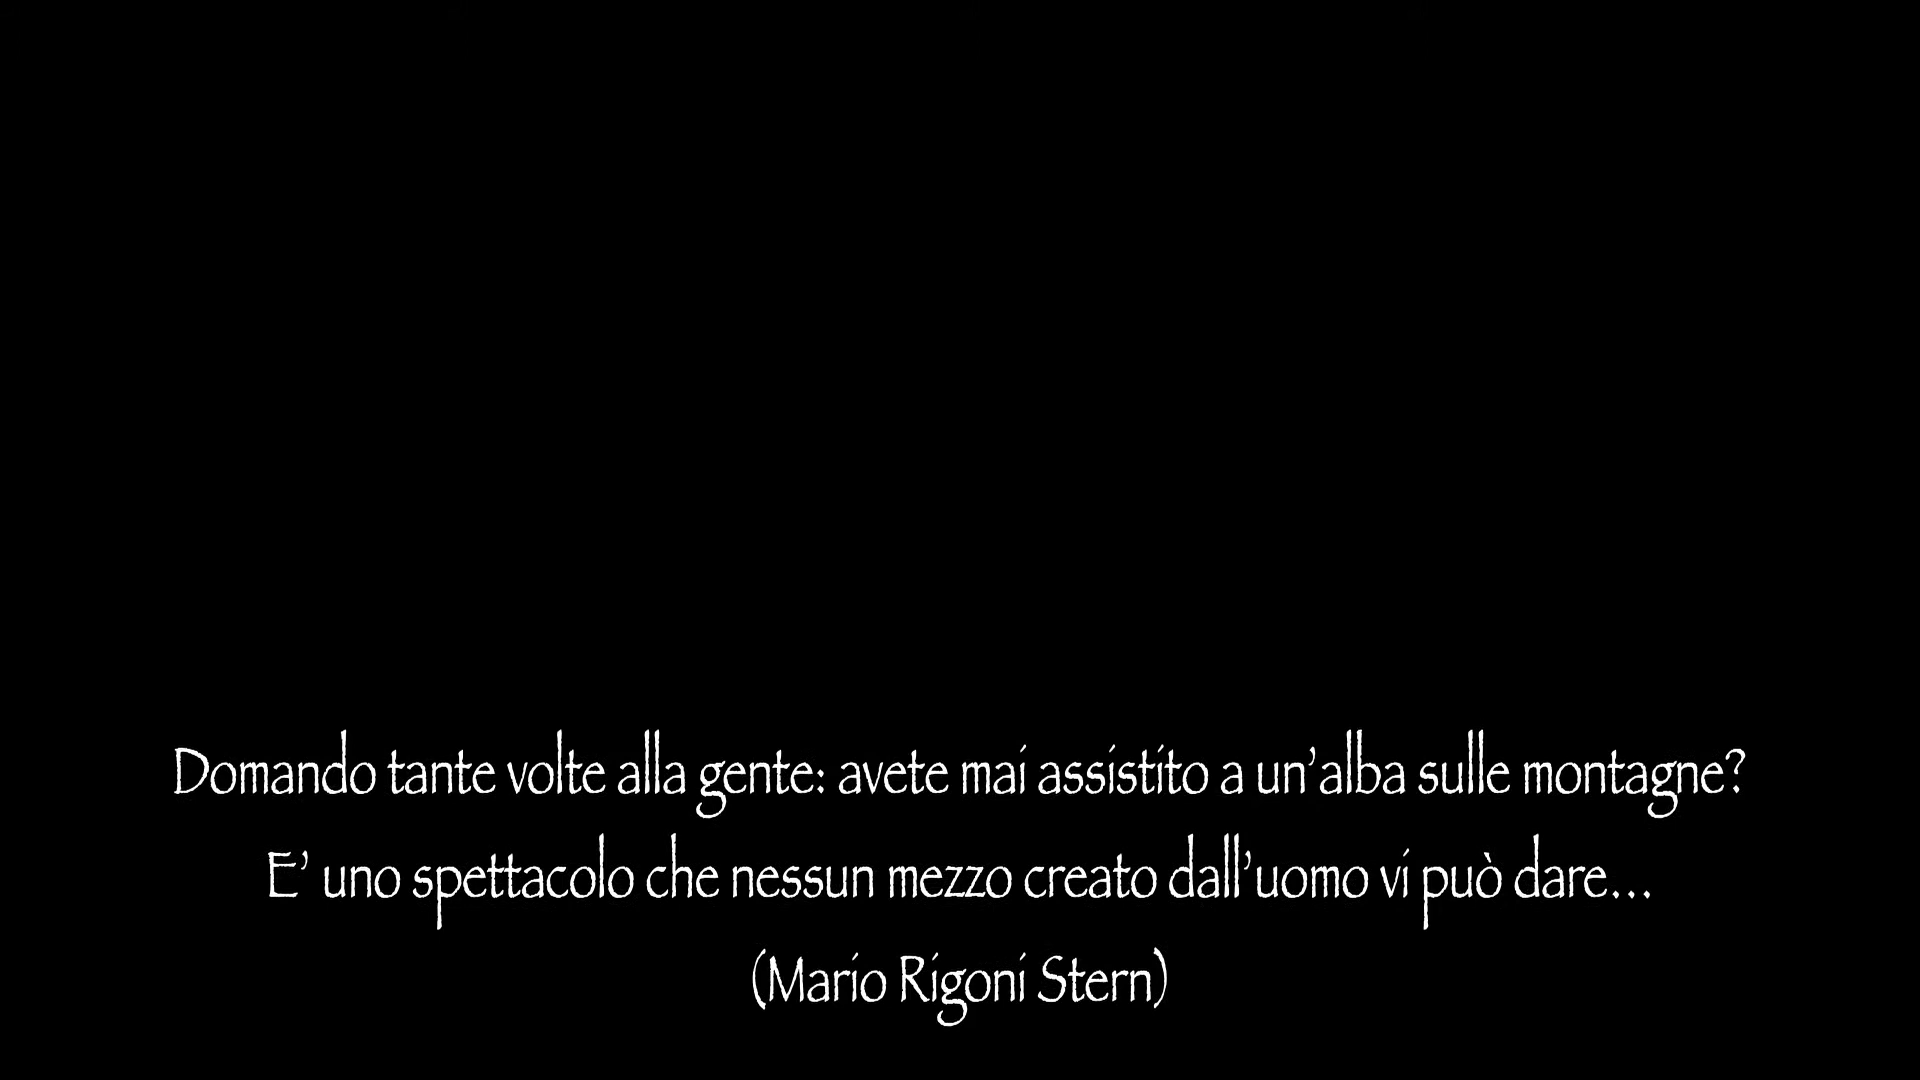 Domando tante volte alla gente: avete mai assistito a un’alba sulle montagne?
E’ uno spettacolo che nessun mezzo creato dall’uomo vi può dare...
(Mario Rigoni Stern)